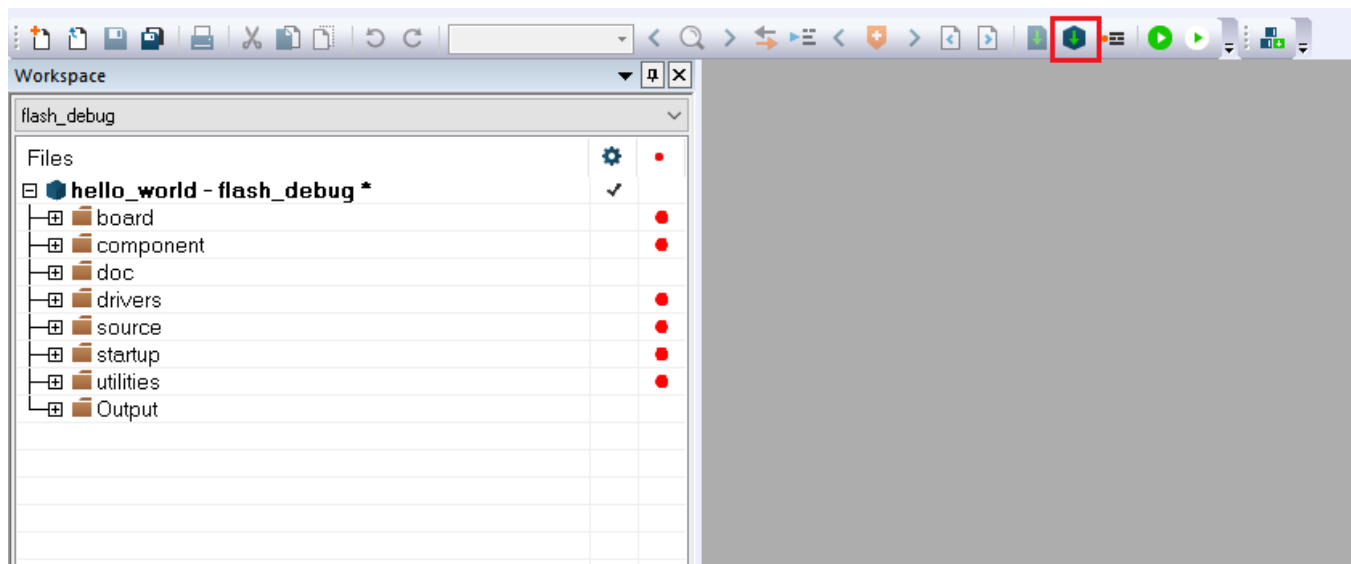 Workspace
flash_debug
Files
hello_world - flash_debug *
board
component
doc
drivers
source
startup
utilities
Output